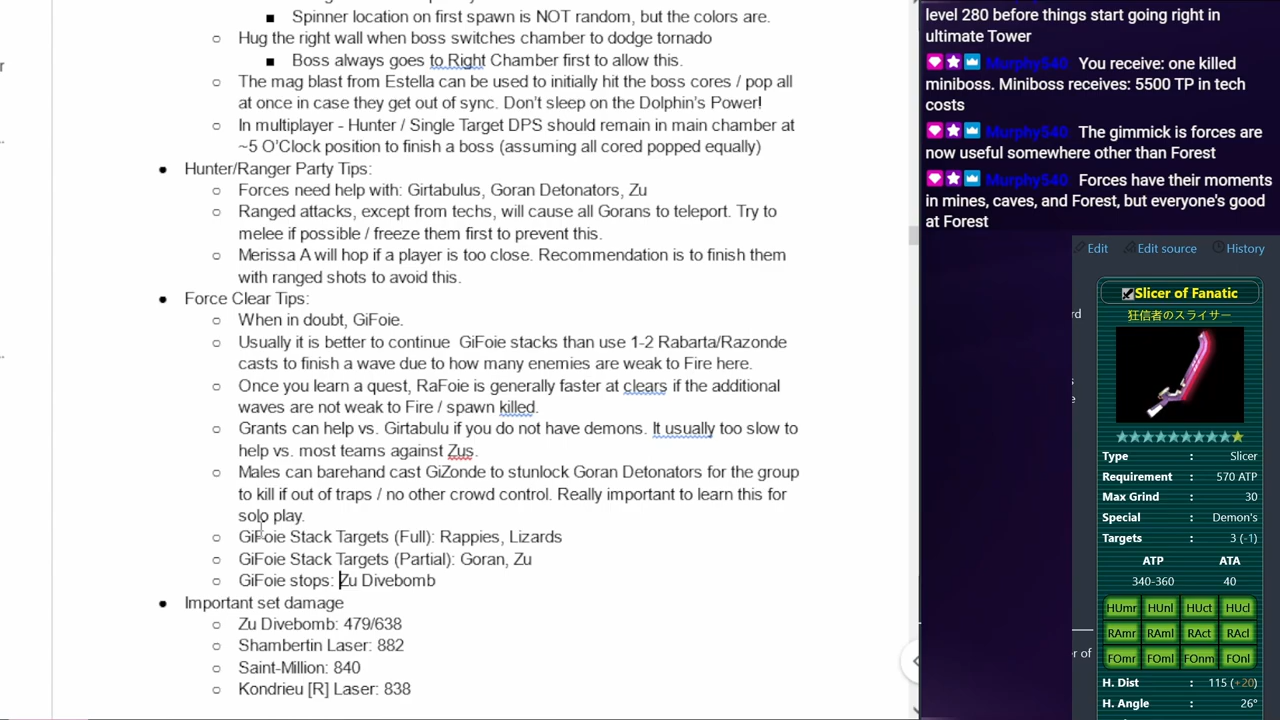 Spinner location on first spawn is NOT random, but the colors are.
Hug the right wall when boss switches chamber to dodge tornado
Boss always goes to Right Chamber first to allow this.
The mag blast from Estella can be used to initially hit the boss cores / pop all
at once in case they get out of sync. Don't sleep on the Dolphin's Power!
In multiplayer - Hunter / Single Target DPS should remain in main chamber at
~5 O'Clock position to finish a boss (assuming all cored popped equally)
Hunter/Ranger Party Tips:
Forces need help with: Girtabulus, Goran Detonators, Zu
Ranged attacks, except from techs, will cause all Gorans to teleport. Try to
melee if possible / freeze them first to prevent this.
Merissa A will hop if a player is too close. Recommendation is to finish them
with ranged shots to avoid this.
Force Clear Tips:
When in doubt, GiFoie.
Usually it is better to continue  GiFoie stacks than use 1-2 Rabarta/Razonde
casts to finish a wave due to how many enemies are weak to Fire here.
Once you learn a quest, RaFoie is generally faster at clears if the additional
waves are not weak to Fire / spawn killed.
Grants can help vs. Girtabulu if you do not have demons. It usually too slow to
help vs. most teams against Zus.
Males can barehand cast GiZonde to stunlock Goran Detonators for the group
to kill if out of traps / no other crowd control. Really important to learn this for
solo play.
GiFoie Stack Targets (Full): Rappies, Lizards
GiFoie Stack Targets (Partial): Goran, Zu
GiFoie stops: Zu Divebomb
Important set damage
Zu Divebomb: 479/638
Shambertin Laser: 882
Saint-Million: 840
Kondrieu [R] Laser: 838
level 280 before things start going right in
ultimate Tower
Murphy540 You receive: one killed
miniboss. Miniboss receives: 5500 TP in tech
costs
Murphy540 The gimmick is forces are
now useful somewhere other than Forest
Murphy540 Forces have their moments
in mines, caves, and Forest, but everyone's good
at Forest
Edit Edit source History
Slicer of Fanatic
狂信者のスライサー
Type : Slicer
Requirement : 570 ATP
Max Grind : 30
Special : Demon's
Targets : 3 (-1)
ATP ATA
340-360 40
HUmr HUnl HUct HUcl
RAmr RAml RAct RAcl
FOmr FOml FOnm FOnl
H. Dist : 115 (+20)
H. Angle : 26°